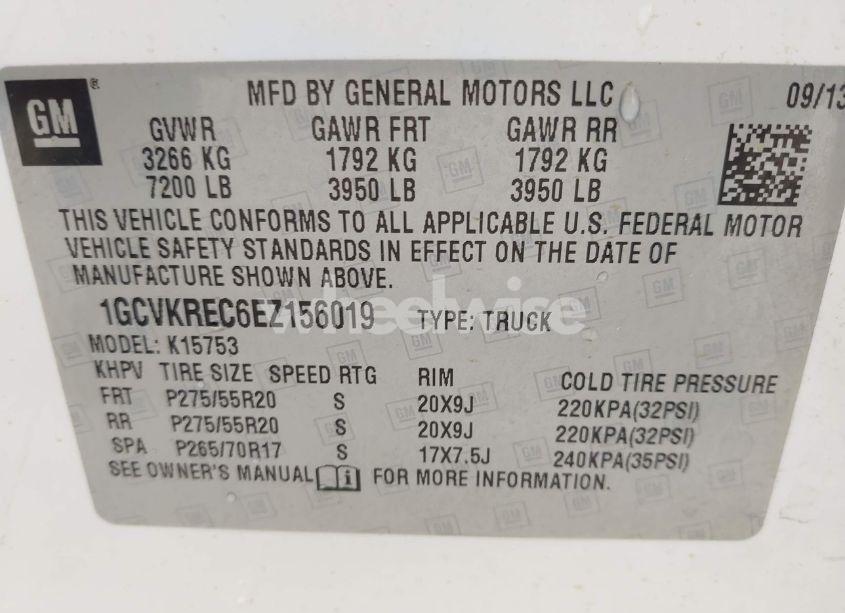 GM ®
MFD BY GENERAL MOTORS LLC 09/13
GVWR GAWR FRT GAWR RR
3266 KG 1792 KG 1792 KG
7200 LB 3950 LB 3950 LB
THIS VEHICLE CONFORMS TO ALL APPLICABLE U.S. FEDERAL MOTOR
VEHICLE SAFETY STANDARDS IN EFFECT ON THE DATE OF
MANUFACTURE SHOWN ABOVE.
1GCVKREC6EZ156019 TYPE: TRUCK
wheelwise
MODEL: K15753
KHPV TIRE SIZE SPEED RTG RIM COLD TIRE PRESSURE
FRT P275/55R20 S 20X9J 220KPA(32PSI)
RR P275/55R20 S 20X9J 220KPA(32PSI)
SPA P265/70R17 S 17X7.5J 240KPA(35PSI)
SEE OWNER'S MANUAL i FOR MORE INFORMATION.